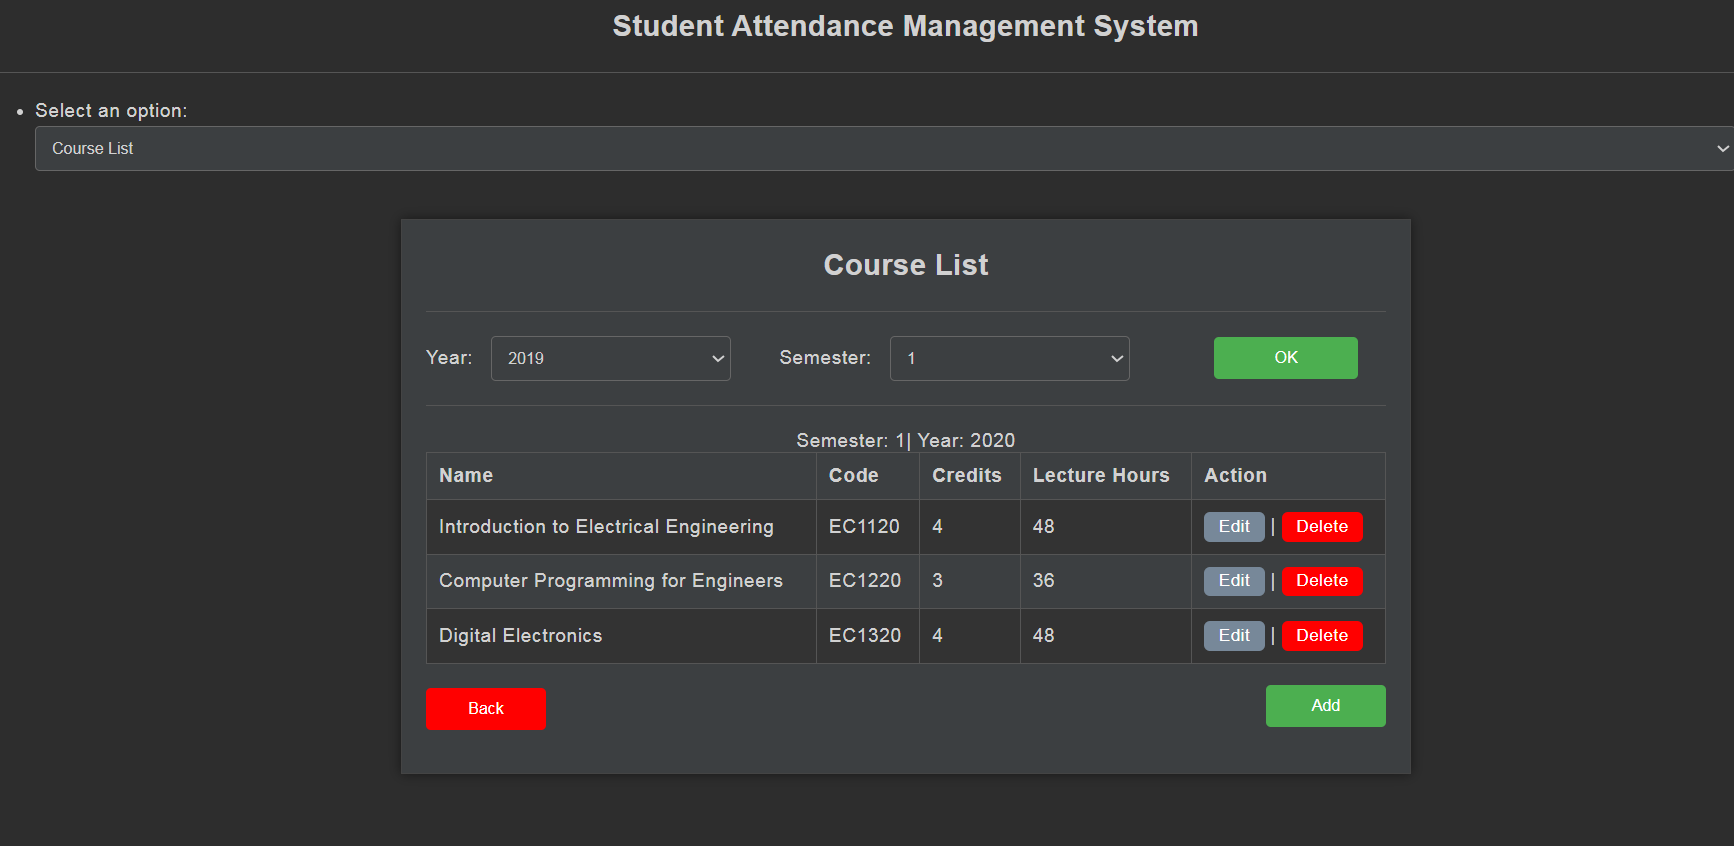 Student Attendance Management System
Select an option:
Course List
Course List
Year: 2019 Semester: 1 OK
Semester: 1| Year: 2020
Name Code Credits Lecture Hours Action
Introduction to Electrical Engineering EC1120 4 48 Edit | Delete
Computer Programming for Engineers EC1220 3 36 Edit | Delete
Digital Electronics EC1320 4 48 Edit | Delete
Back Add